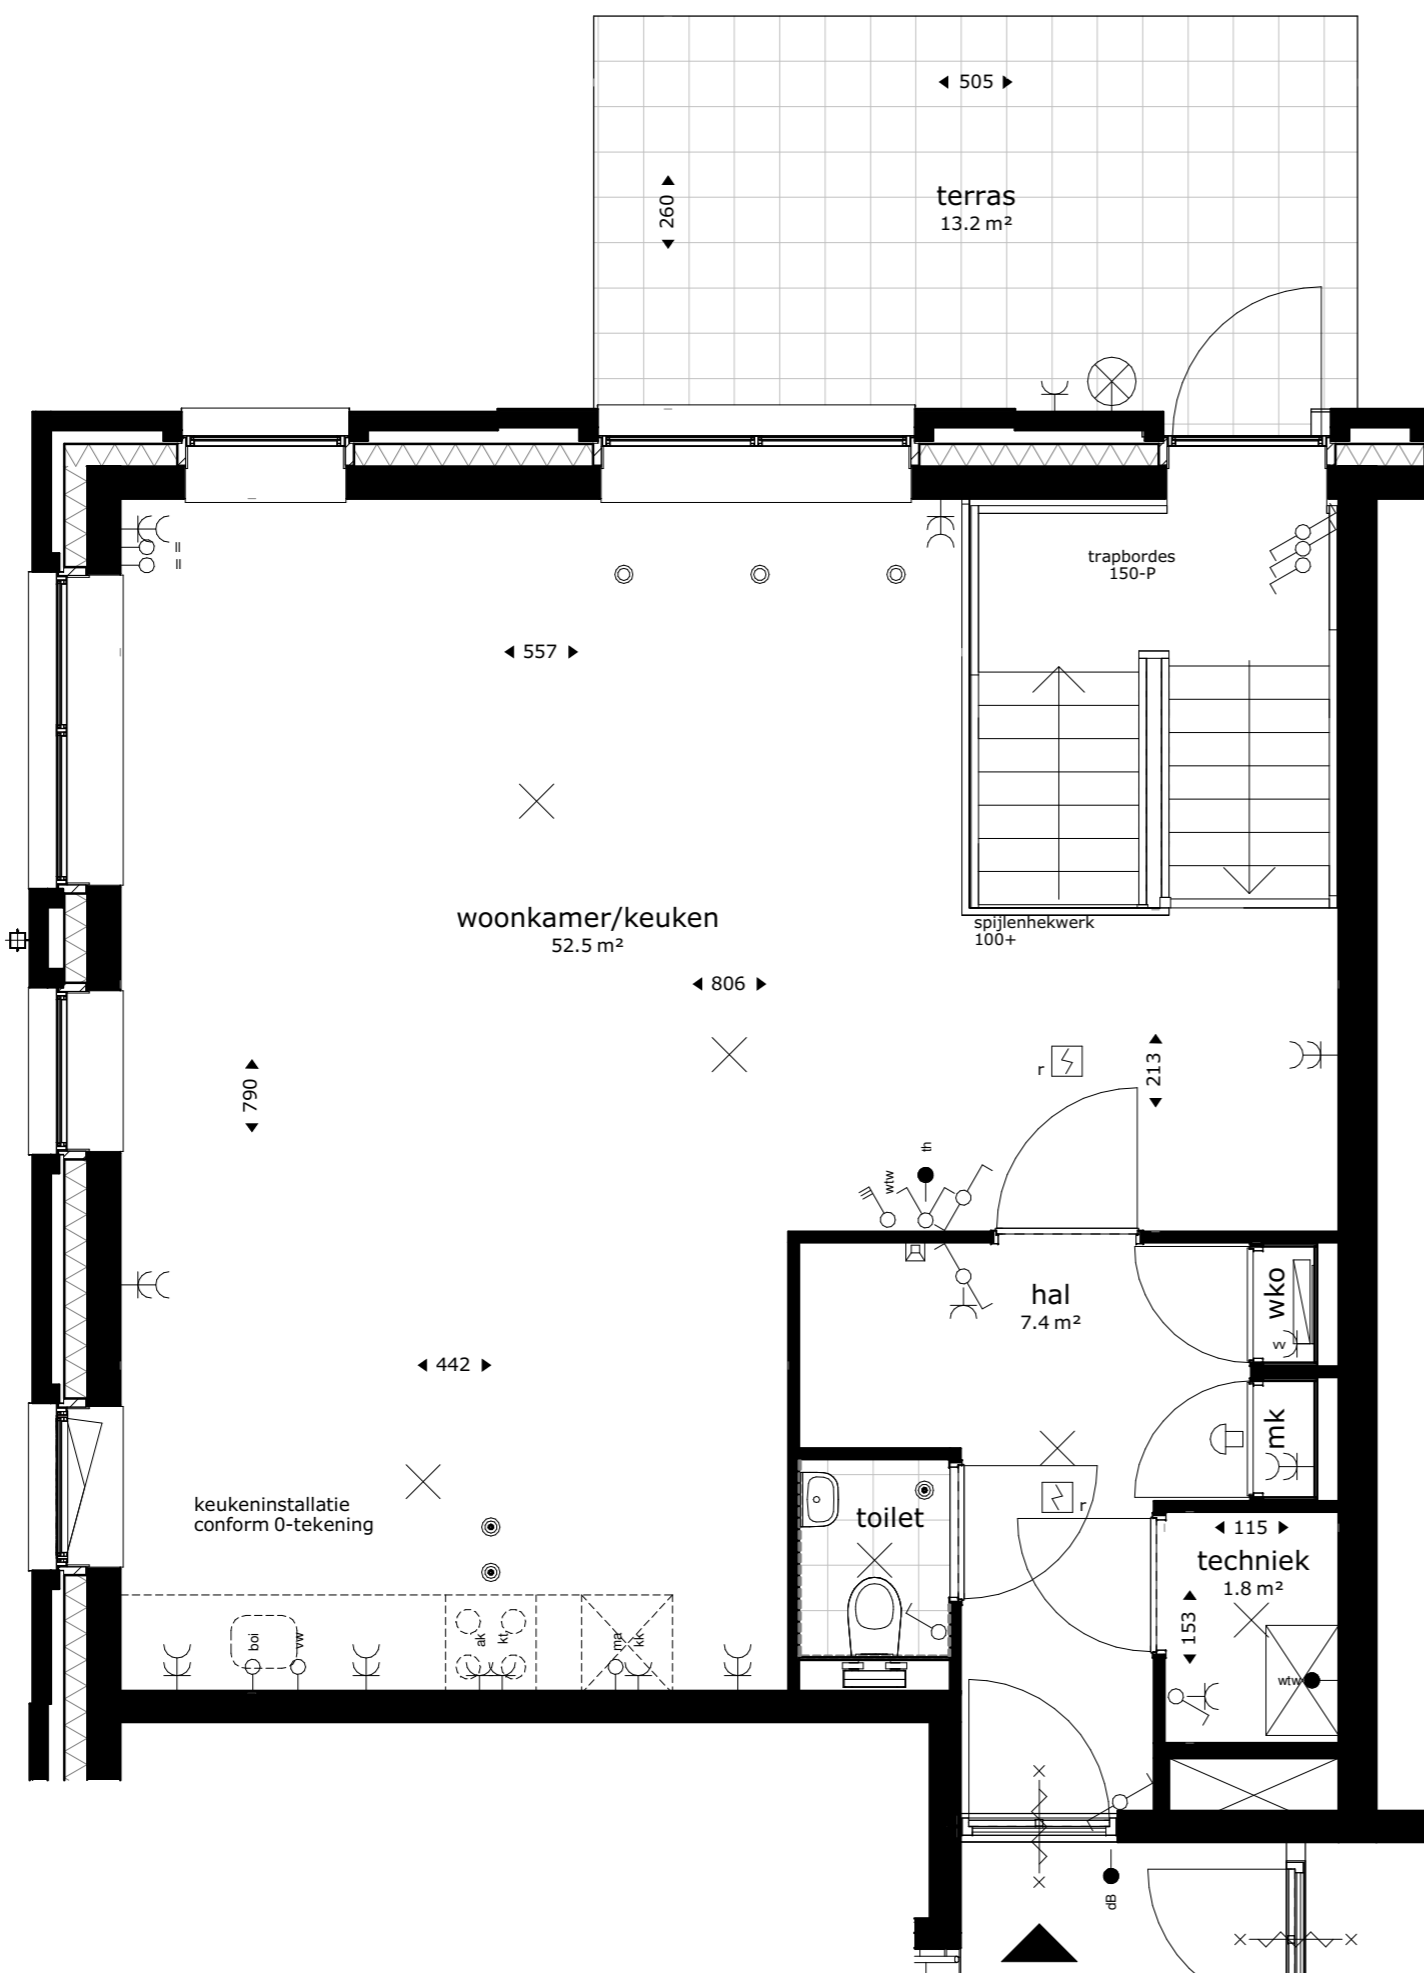 505
260
terras
13.2 m²
=
=
trapbordes
150-P
557
woonkamer/keuken
52.5 m²
spijlenhekwerk
100+
806
790
r
213
th
wtw
hal
7.4 m²
wko
vv
442
mk
keukeninstallatie
conform 0-tekening
r
toilet
115
techniek
1.8 m²
153
boi
vw
ak
kt
ma
kk
wtw
dB